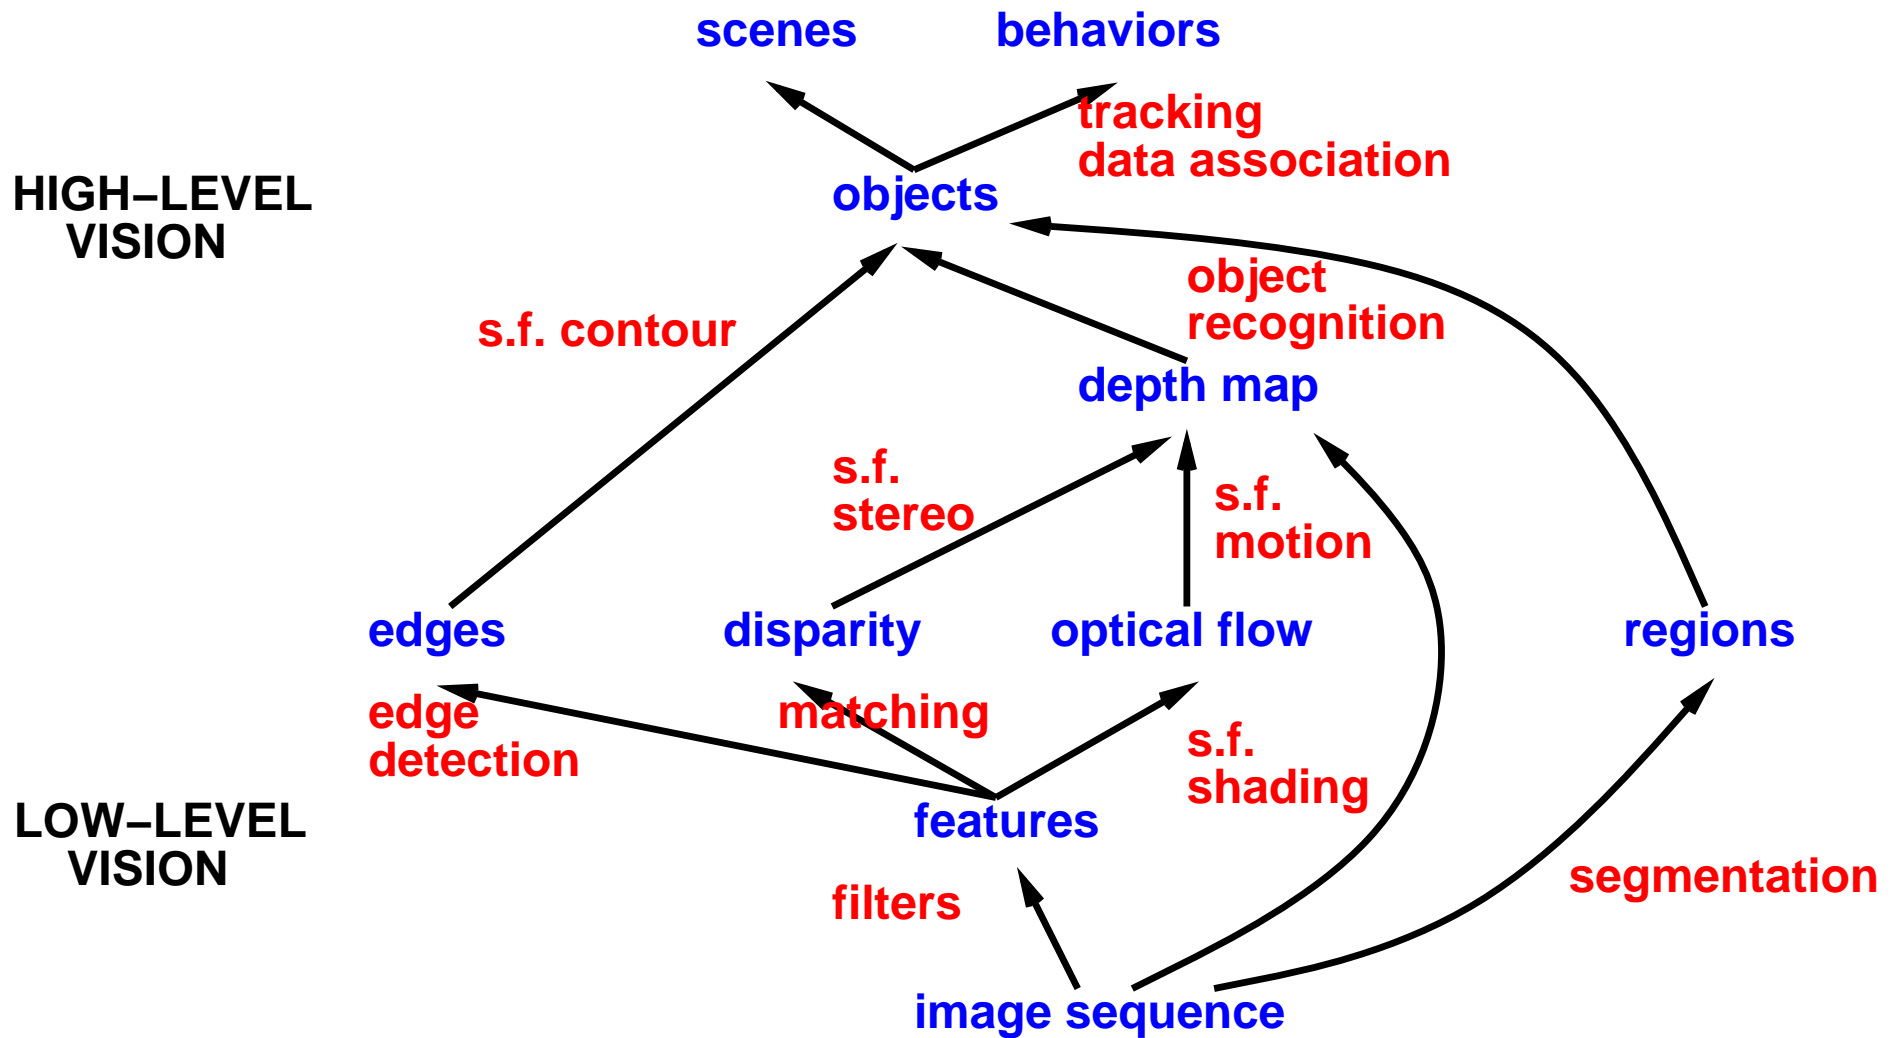 scenes
behaviors
tracking
data association
HIGH–LEVEL
VISION
objects
object
recognition
s.f. contour
depth map
s.f.
stereo
s.f.
motion
edges
disparity
optical flow
regions
edge
detection
matching
s.f.
shading
LOW–LEVEL
VISION
features
segmentation
filters
image sequence